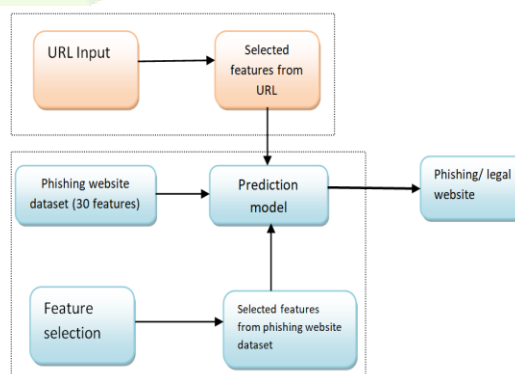 URL Input
Selected
features from
URL
Phishing website
dataset (30 features)
Prediction
model
Phishing/ legal
website
Feature
selection
Selected features
from phishing website
dataset